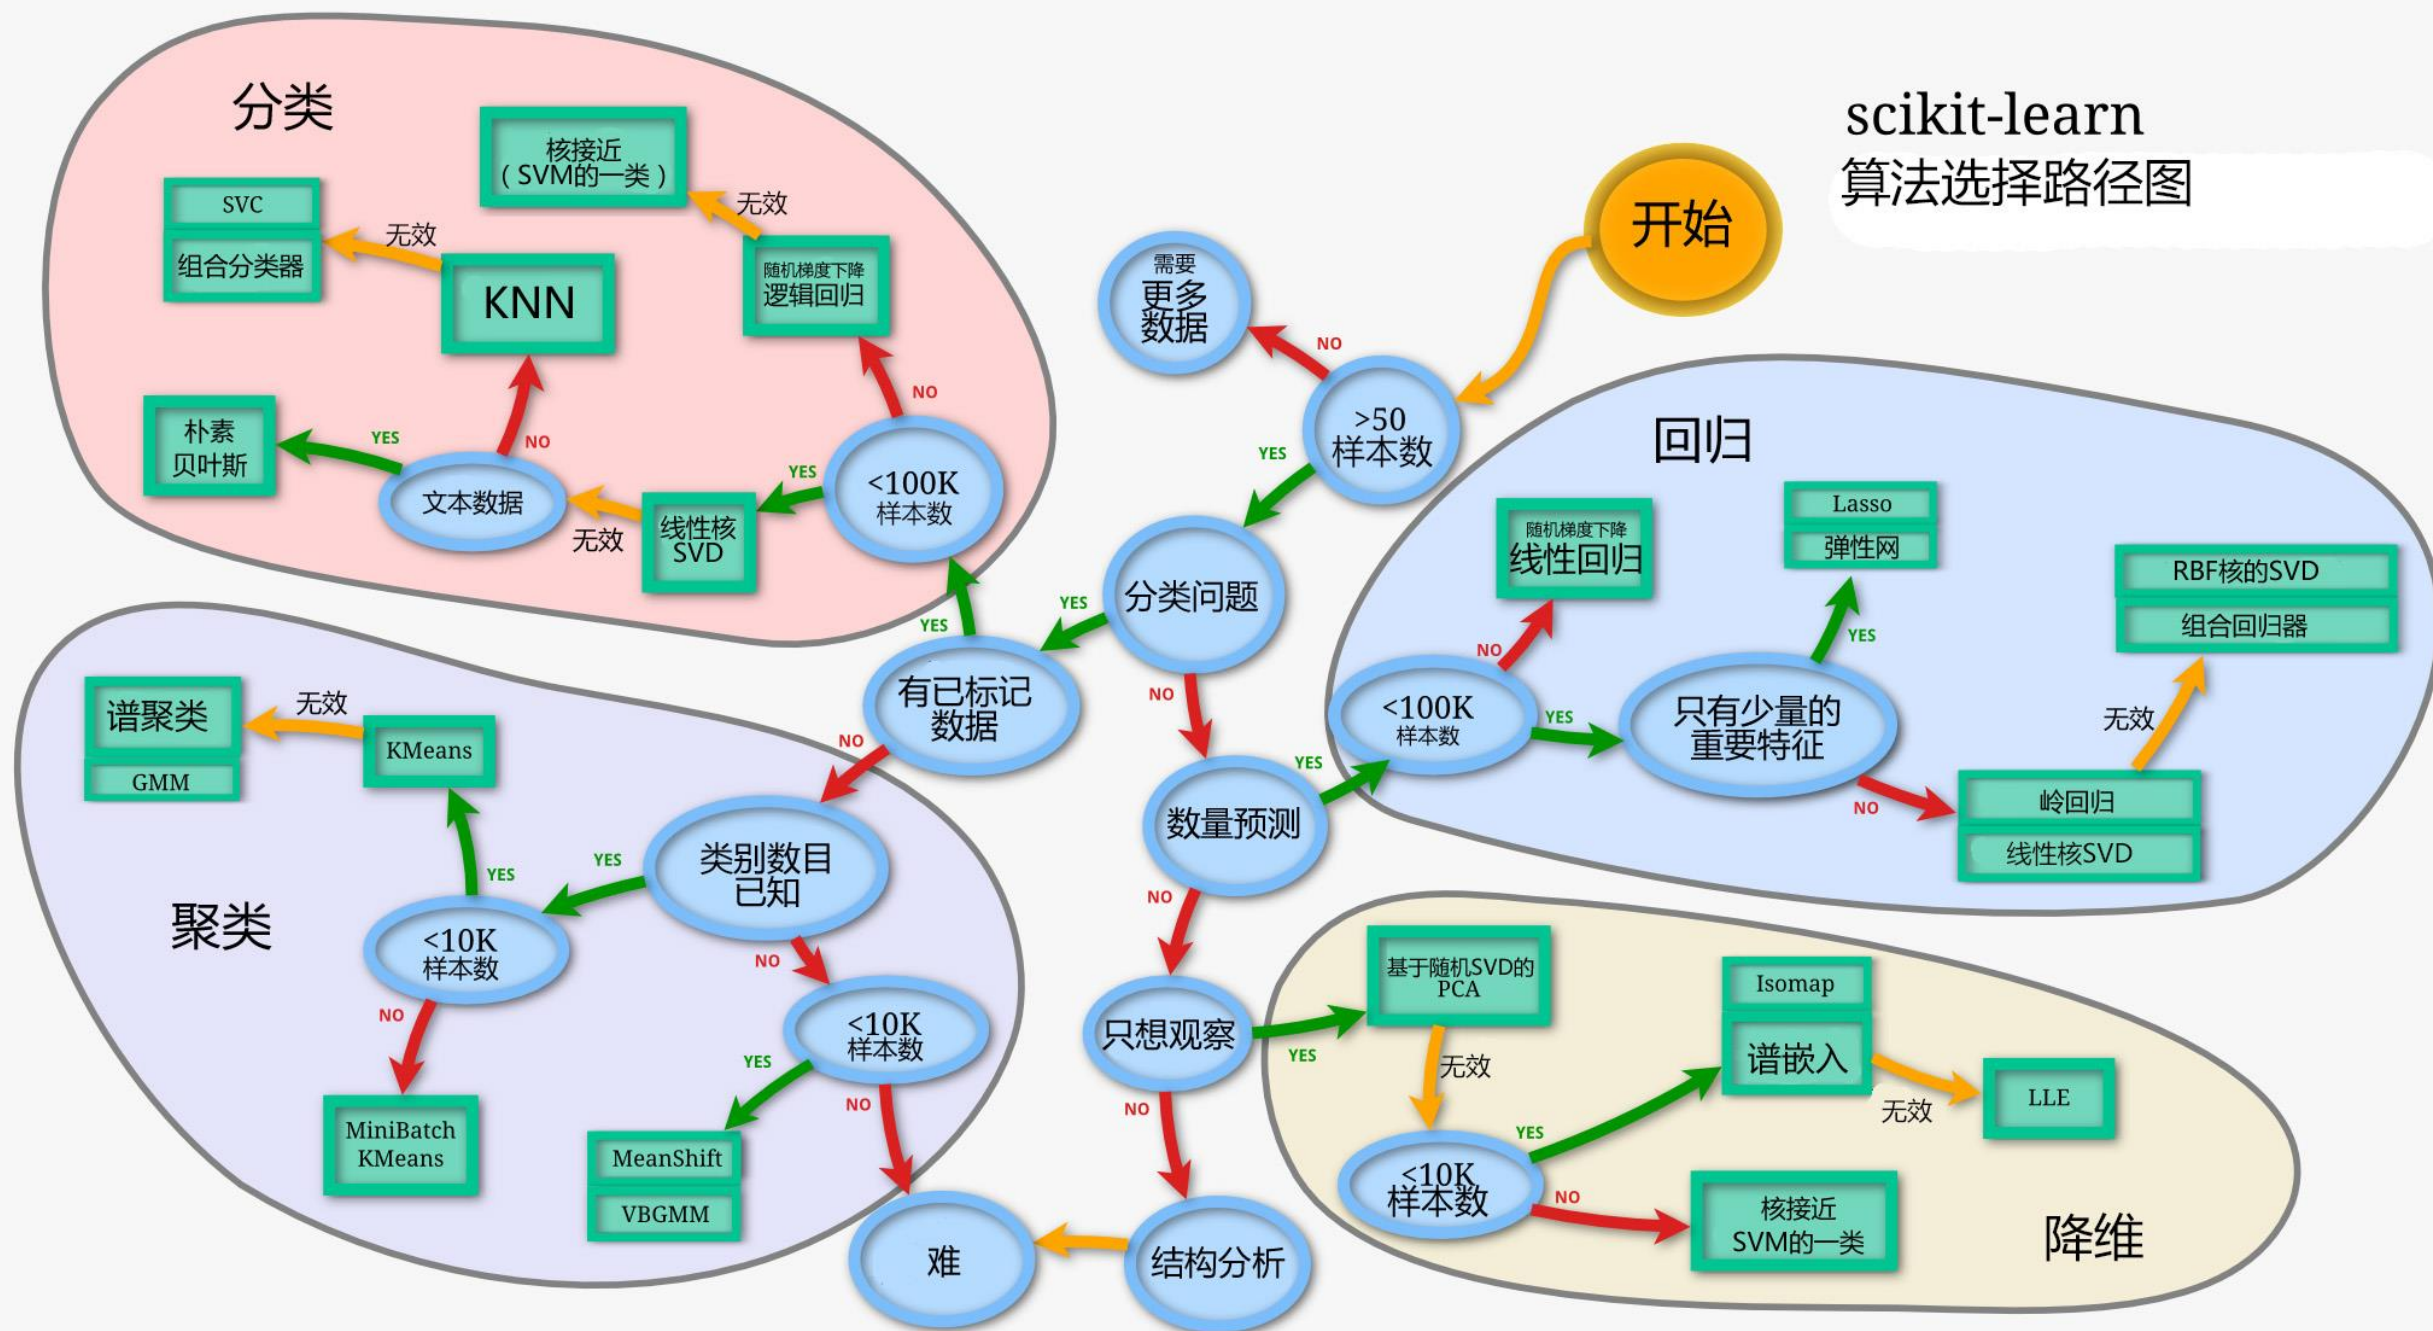 scikit-learn
算法选择路径图
开始
>50
样本数
NO
需要
更多
数据
YES
分类问题
YES
有已标记
数据
YES
NO
分类
<100K
样本数
NO
随机梯度下降
逻辑回归
无效
核接近
（SVM的一类）
YES
线性核
SVD
无效
文本数据
YES
朴素
贝叶斯
NO
KNN
无效
SVC
组合分类器
聚类
类别数目
已知
YES
<10K
样本数
YES
KMeans
无效
谱聚类
GMM
NO
MiniBatch
KMeans
NO
<10K
样本数
YES
MeanShift
VBGMM
NO
难
NO
数量预测
YES
回归
<100K
样本数
NO
随机梯度下降
线性回归
YES
只有少量的
重要特征
YES
Lasso
弹性网
NO
岭回归
线性核SVD
无效
RBF核的SVD
组合回归器
NO
只想观察
YES
基于随机SVD的
PCA
无效
<10K
样本数
YES
Isomap
谱嵌入
无效
LLE
NO
核接近
SVM的一类
降维
NO
结构分析